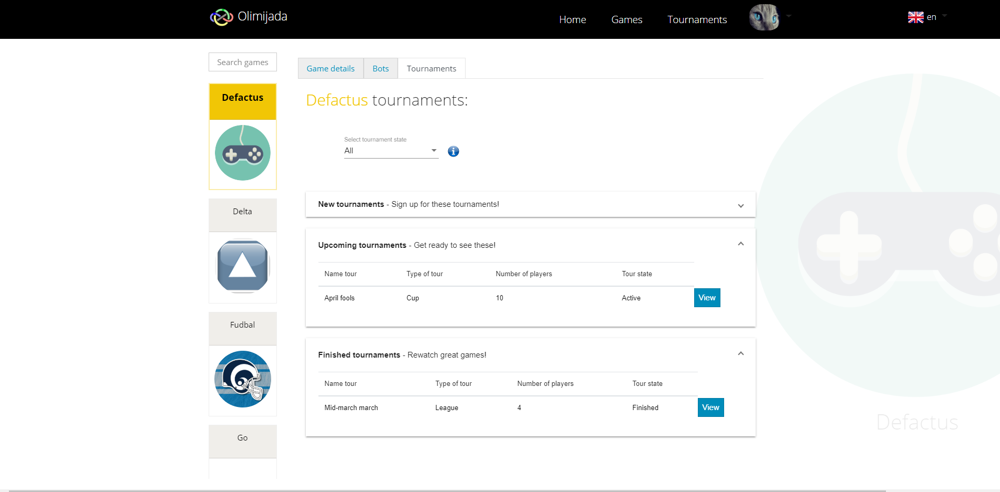 Olimijada
Home
Games
Tournaments
en
Search games
Defactus
Delta
Fudbal
Go
Game details
Bots
Tournaments
Defactus tournaments:
Select tournament state
All
New tournaments - Sign up for these tournaments!
Upcoming tournaments - Get ready to see these!
Name tour Type of tour Number of players Tour state
April fools Cup 10 Active View
Finished tournaments - Rewatch great games!
Name tour Type of tour Number of players Tour state
Mid-march march League 4 Finished View
Defactus